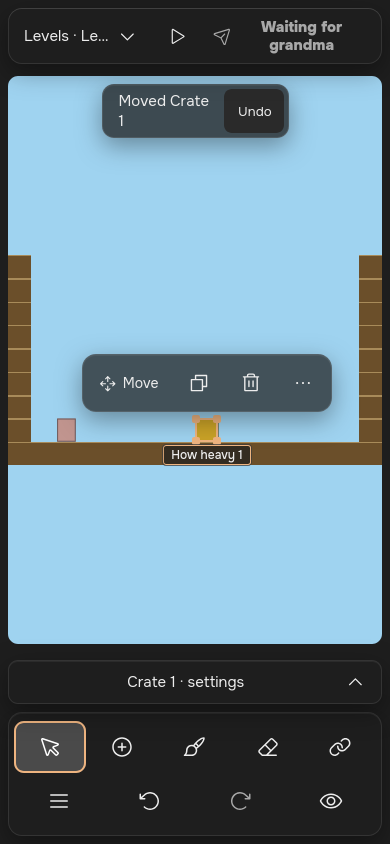 Levels · Le...
Waiting for
grandma
Moved Crate
1
Undo
Move
How heavy 1
Crate 1 · settings